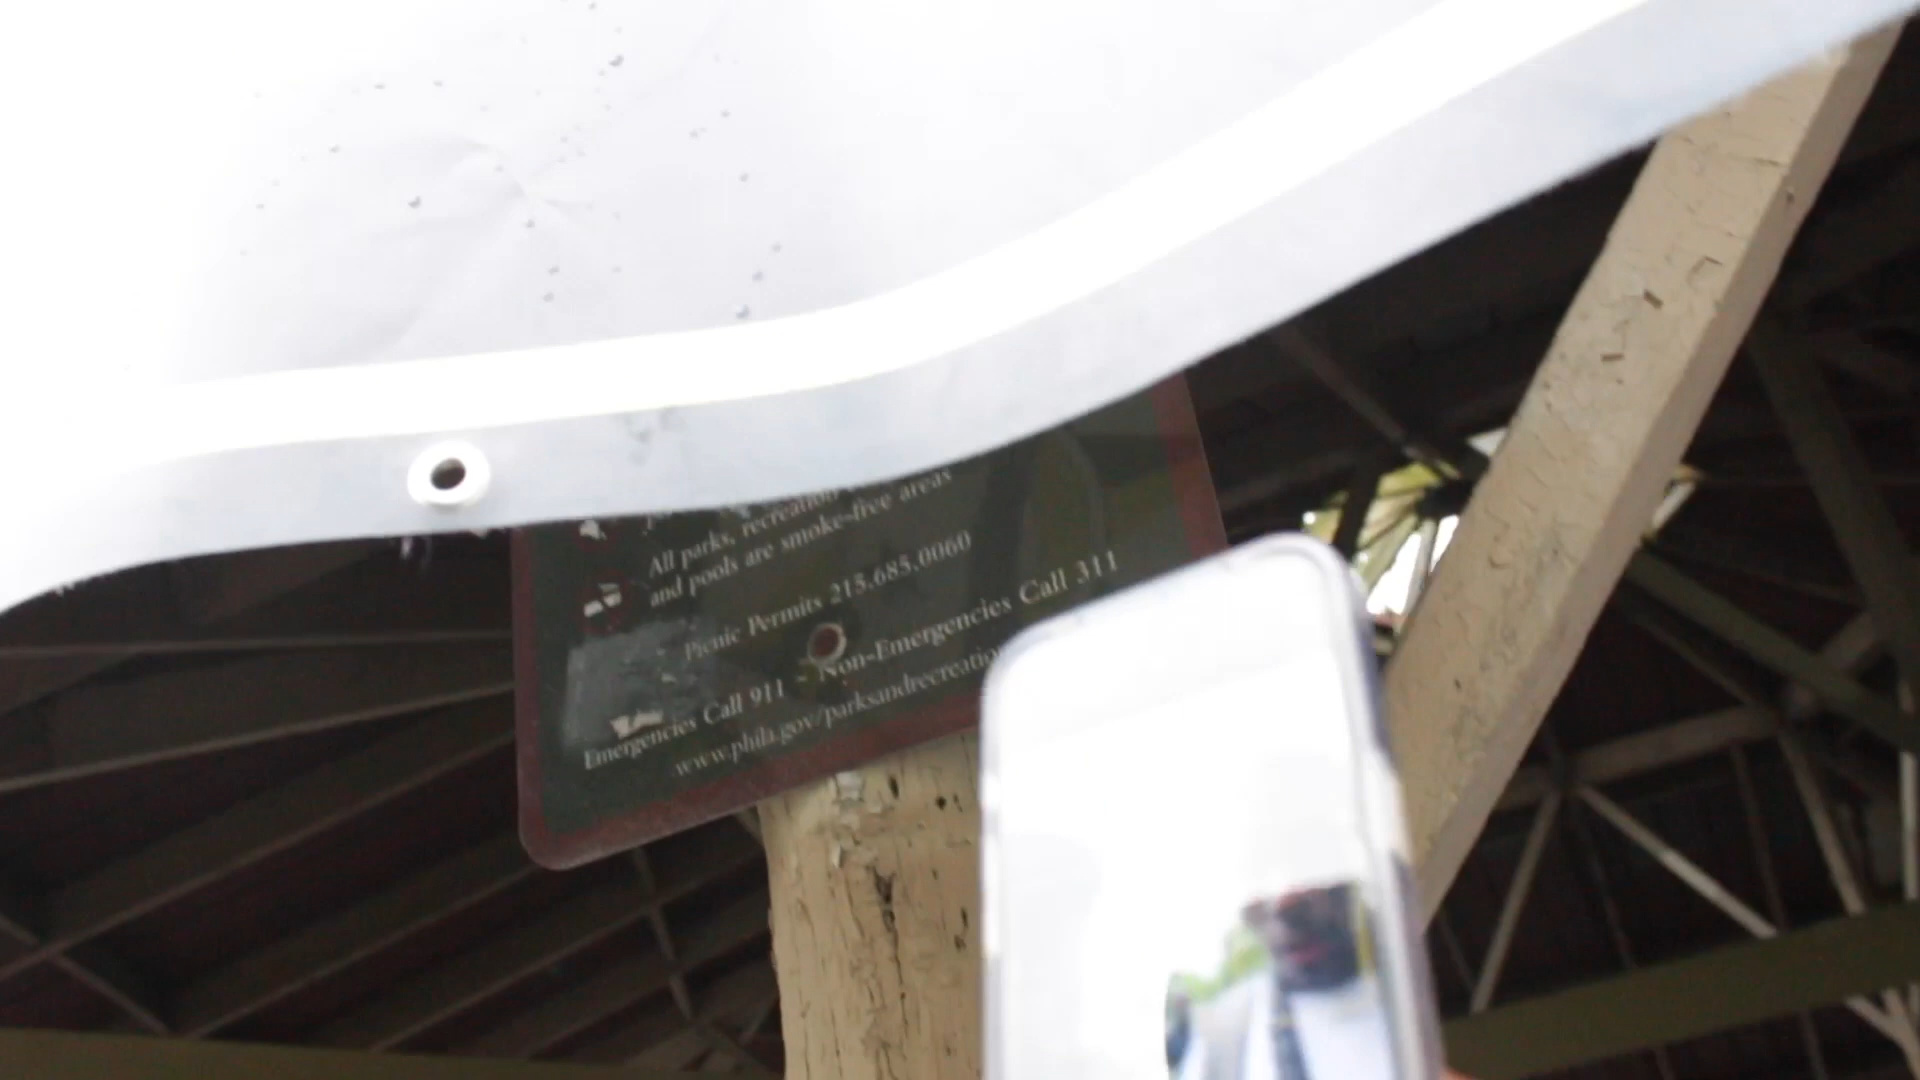 All parks, recreation
and pools are smoke-free areas
Picnic Permits 215.685.0060
Emergencies Call 911 - Non-Emergencies Call 311
www.phila.gov/parksandrecreation